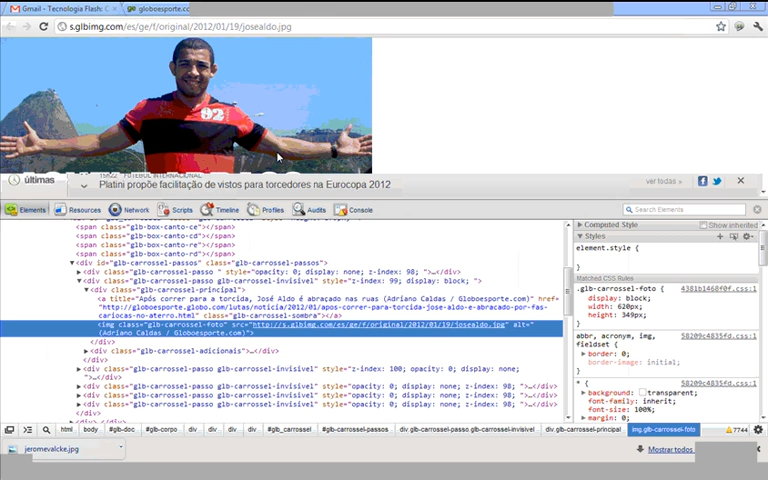 Gmail - Tecnologia Flash: C
globoesporte.c
s.glbimg.com/es/ge/f/original/2012/01/19/josealdo.jpg
92
últimas
15h22 - FUTEBOL INTERNACIONAL
Platini propõe facilitação de vistos para torcedores na Eurocopa 2012
ver todas »
Elements
Resources
Network
Scripts
Timeline
Profiles
Audits
Console
Search Elements
<span class="glb-box-canto-ce"></span>
<span class="glb-box-canto-cd"></span>
<span class="glb-box-canto-re"></span>
<span class="glb-box-canto-rd"></span>
▼<div id="glb-carrossel-passos" class="glb-carrossel-passos">
▶<div class="glb-carrossel-passo " style="opacity: 0; display: none; z-index: 98; ">…</div>
▼<div class="glb-carrossel-passo glb-carrossel-invisivel" style="z-index: 99; display: block; ">
▼<div class="glb-carrossel-principal">
<a title="Após correr para a torcida, José Aldo é abraçado nas ruas (Adriano Caldas / Globoesporte.com)" href="
http://globoesporte.globo.com/lutas/noticia/2012/01/apos-correr-para-torcida-jose-aldo-e-abracado-por-fas-
cariocas-no-aterro.html" class="glb-carrossel-sombra"></a>
<img class="glb-carrossel-foto" src="http://s.glbimg.com/es/ge/f/original/2012/01/19/josealdo.jpg" alt="
(Adriano Caldas / Globoesporte.com)">
</div>
▶<div class="glb-carrossel-adicionais">…</div>
</div>
▶<div class="glb-carrossel-passo glb-carrossel-invisivel" style="z-index: 100; opacity: 0; display: none;
">…</div>
▶<div class="glb-carrossel-passo glb-carrossel-invisivel" style="opacity: 0; display: none; z-index: 98; ">…</div>
▶<div class="glb-carrossel-passo glb-carrossel-invisivel" style="opacity: 0; display: none; z-index: 98; ">…</div>
▶<div class="glb-carrossel-passo glb-carrossel-invisivel" style="opacity: 0; display: none; z-index: 98; ">…</div>
</div>
▶ Computed Style
Show inherited
▼ Styles
element.style {
}
Matched CSS Rules
.glb-carrossel-foto {
4381b1468f0f.css:1
display: block;
width: 620px;
height: 349px;
}
abbr, acronym, img,
58209c4835fd.css:1
fieldset {
▶ border: 0;
border-image: initial;
}
* {
58209c4835fd.css:1
▶ background: transparent;
font-family: inherit;
font-size: 100%;
▶ margin: 0;
html
body
#glb-doc
#glb-corpo
div
div
div
#glb_carrossel
#glb-carrossel-passos
div.glb-carrossel-passo.glb-carrossel-invisivel
div.glb-carrossel-principal
img.glb-carrossel-foto
7744
jeromevalcke.jpg
Mostrar todos